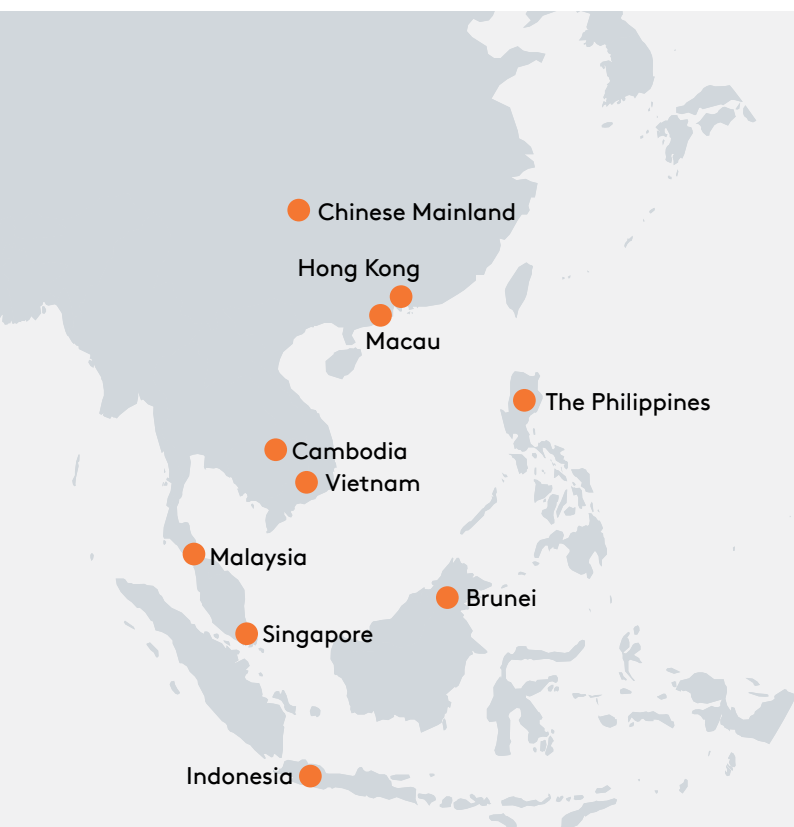 Chinese Mainland
Hong Kong
Macau
The Philippines
Cambodia
Vietnam
Malaysia
Brunei
Singapore
Indonesia